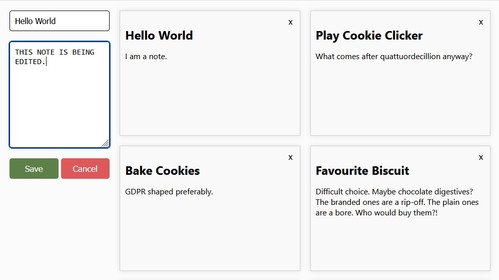 Hello World
THIS NOTE IS BEING
EDITED.
Save
Cancel
x
Hello World
I am a note.
x
Play Cookie Clicker
What comes after quattuordecillion anyway?
x
Bake Cookies
GDPR shaped preferably.
x
Favourite Biscuit
Difficult choice. Maybe chocolate digestives?
The branded ones are a rip-off. The plain ones
are a bore. Who would buy them?!